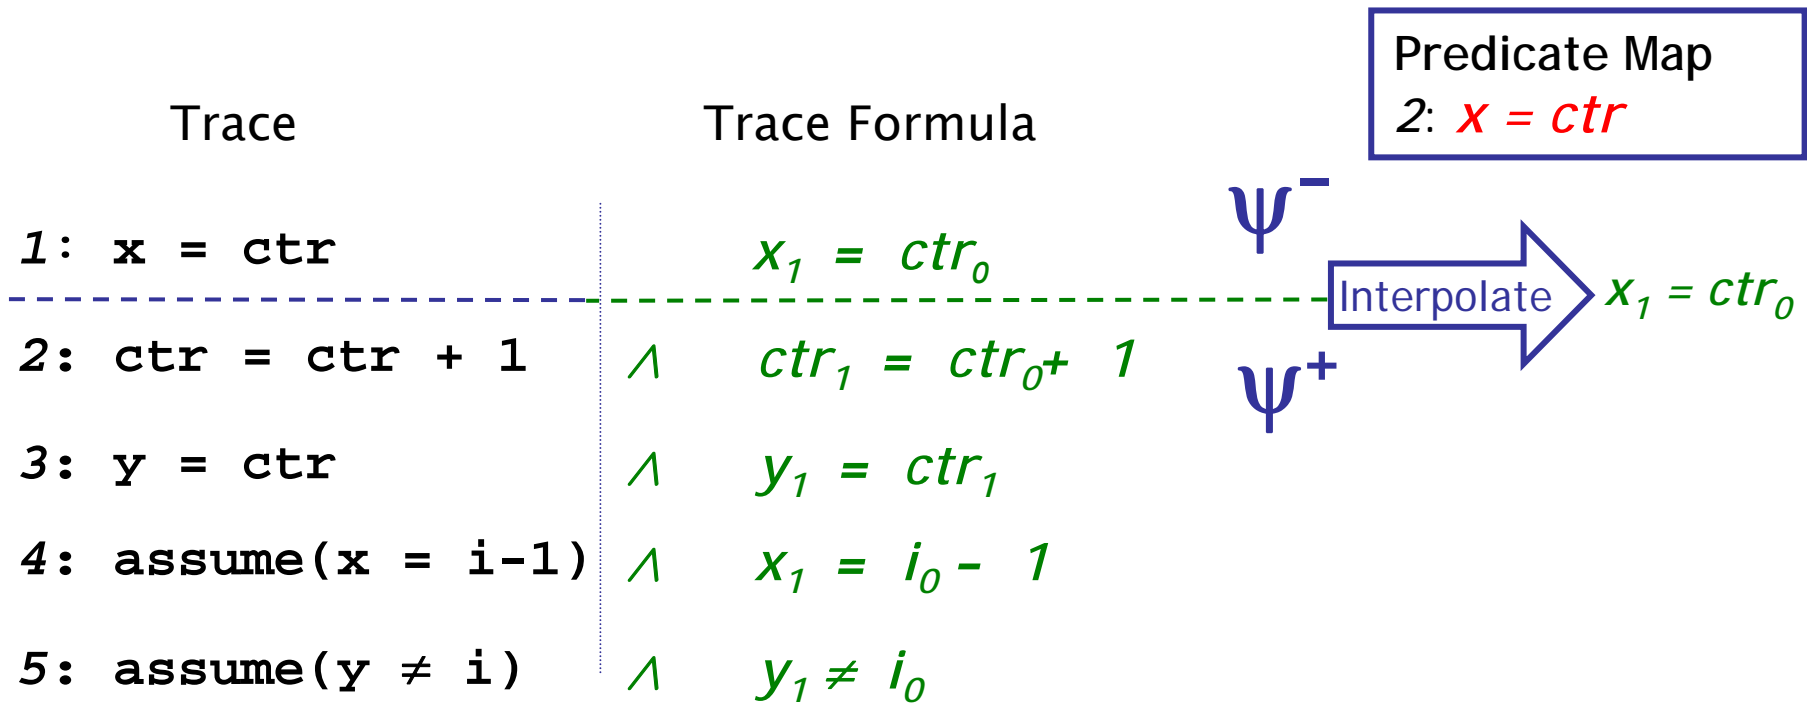 Predicate Map
2: x = ctr
Trace Trace Formula
ψ⁻
1: x = ctr x₁ = ctr₀
Interpolate x₁ = ctr₀
2: ctr = ctr + 1 ∧ ctr₁ = ctr₀+ 1
ψ⁺
3: y = ctr ∧ y₁ = ctr₁
4: assume(x = i-1) ∧ x₁ = i₀ - 1
5: assume(y ≠ i) ∧ y₁ ≠ i₀